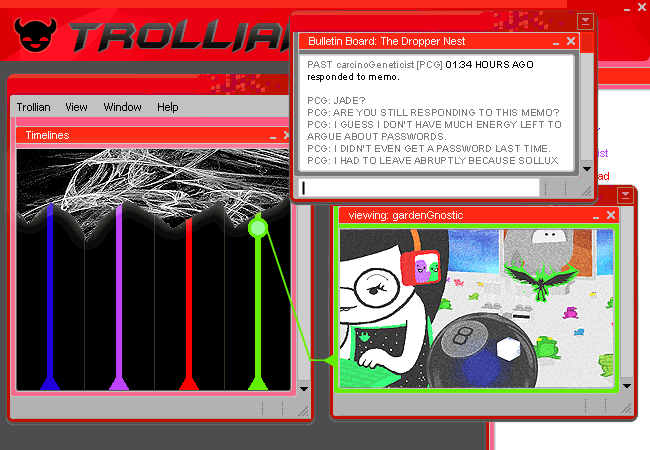 TROLLIAN
Bulletin Board: The Dropper Nest
PAST carcinoGeneticist [PCG] 01:34 HOURS AGO
responded to memo.
PCG: JADE?
PCG: ARE YOU STILL RESPONDING TO THIS MEMO?
PCG: I GUESS I DON'T HAVE MUCH ENERGY LEFT TO
ARGUE ABOUT PASSWORDS.
PCG: I DIDN'T EVEN GET A PASSWORD LAST TIME.
PCG: I HAD TO LEAVE ABRUPTLY BECAUSE SOLLUX
Trollian View Window Help
Timelines
ist
ad
viewing: gardenGnostic
8